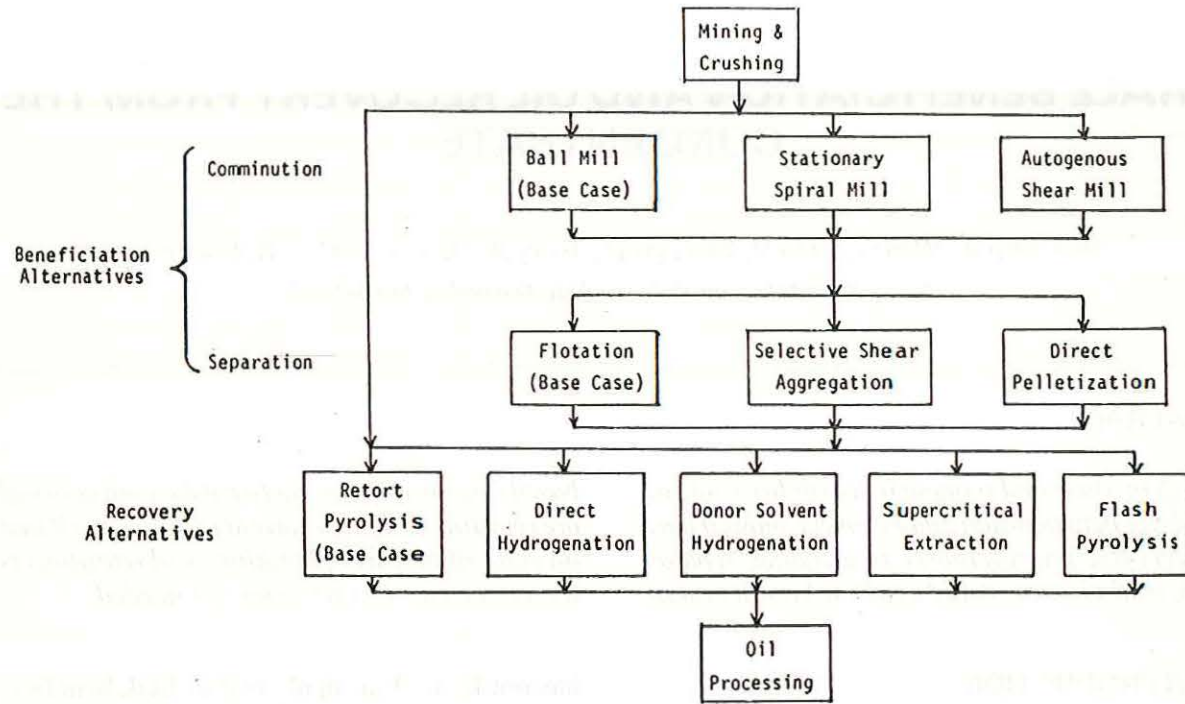 Mining &
Crushing
Comminution
Ball Mill
(Base Case)
Stationary
Spiral Mill
Autogenous
Shear Mill
Beneficiation
Alternatives
Separation
Flotation
(Base Case)
Selective Shear
Aggregation
Direct
Pelletization
Recovery
Alternatives
Retort
Pyrolysis
(Base Case
Direct
Hydrogenation
Donor Solvent
Hydrogenation
Supercritical
Extraction
Flash
Pyrolysis
Oil
Processing